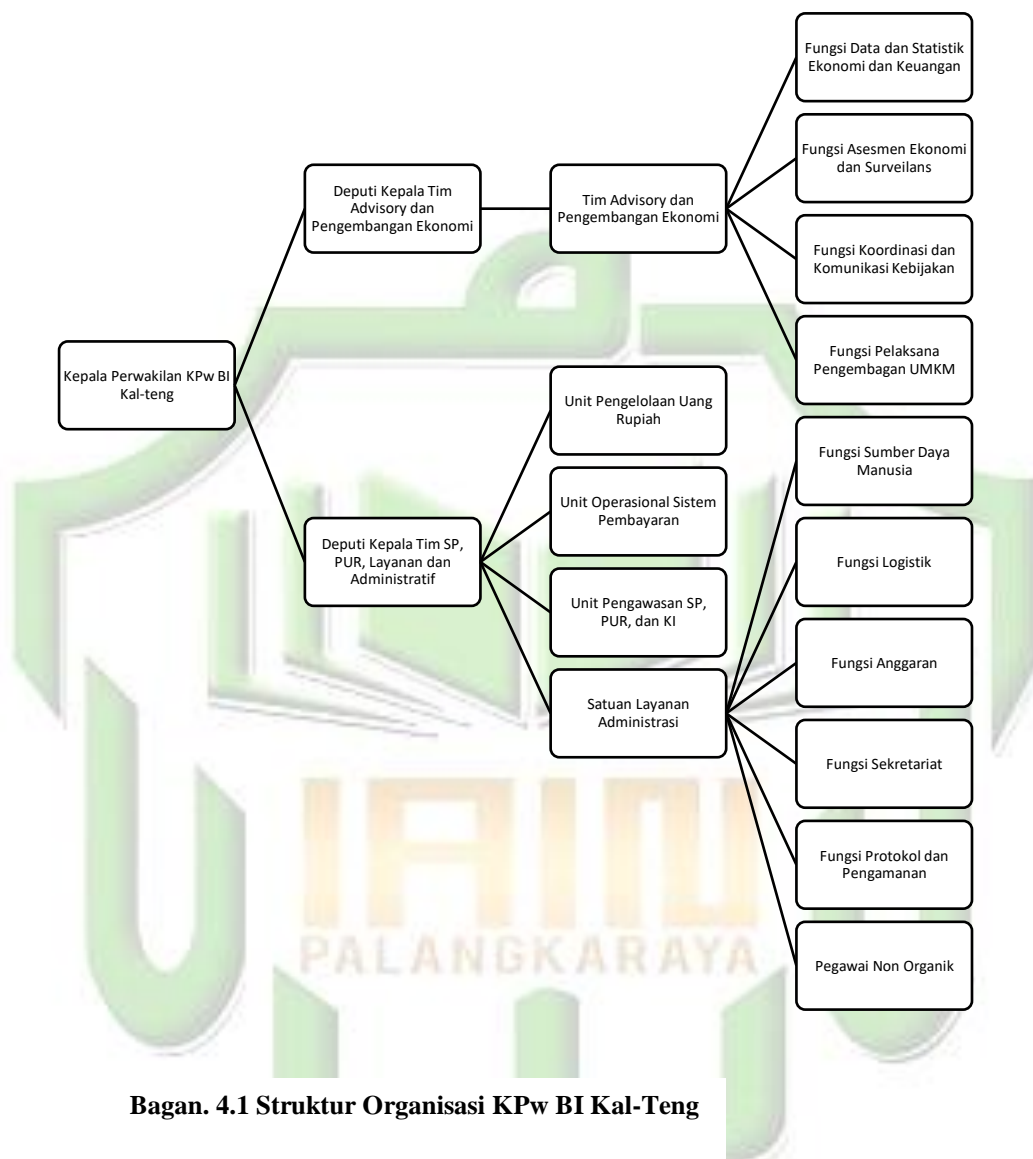 Fungsi Data dan Statistik
Ekonomi dan Keuangan
Fungsi Asesmen Ekonomi
dan Surveilans
Deputi Kepala Tim
Advisory dan
Pengembangan Ekonomi
Tim Advisory dan
Pengembangan Ekonomi
Fungsi Koordinasi dan
Komunikasi Kebijakan
Fungsi Pelaksana
Pengembagan UMKM
Kepala Perwakilan KPw BI
Kal-teng
Unit Pengelolaan Uang
Rupiah
Fungsi Sumber Daya
Manusia
Unit Operasional Sistem
Pembayaran
Deputi Kepala Tim SP,
PUR, Layanan dan
Administratif
Fungsi Logistik
Unit Pengawasan SP,
PUR, dan KI
Fungsi Anggaran
Satuan Layanan
Administrasi
Fungsi Sekretariat
Fungsi Protokol dan
Pengamanan
Pegawai Non Organik
IAIN
PALANGKARAYA
Bagan. 4.1 Struktur Organisasi KPw BI Kal-Teng